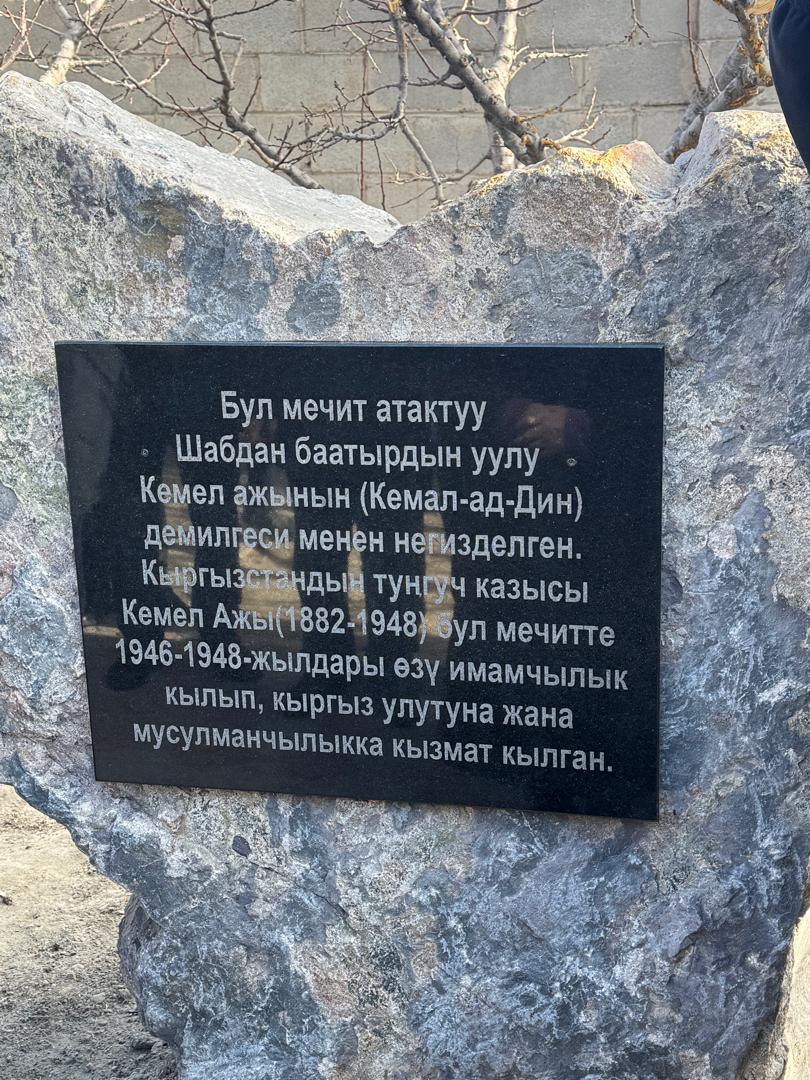 Бул мечит атактуу
Шабдан баатырдын уулу
Кемел ажынын (Кемал-ад-Дин)
демилгеси менен негизделген.
Кыргызстандын туңгуч казысы
Кемел Ажы(1882-1948) бул мечитте
1946-1948-жылдары өзү имамчылык
кылып, кыргыз улутуна жана
мусулманчылыкка кызмат кылган.